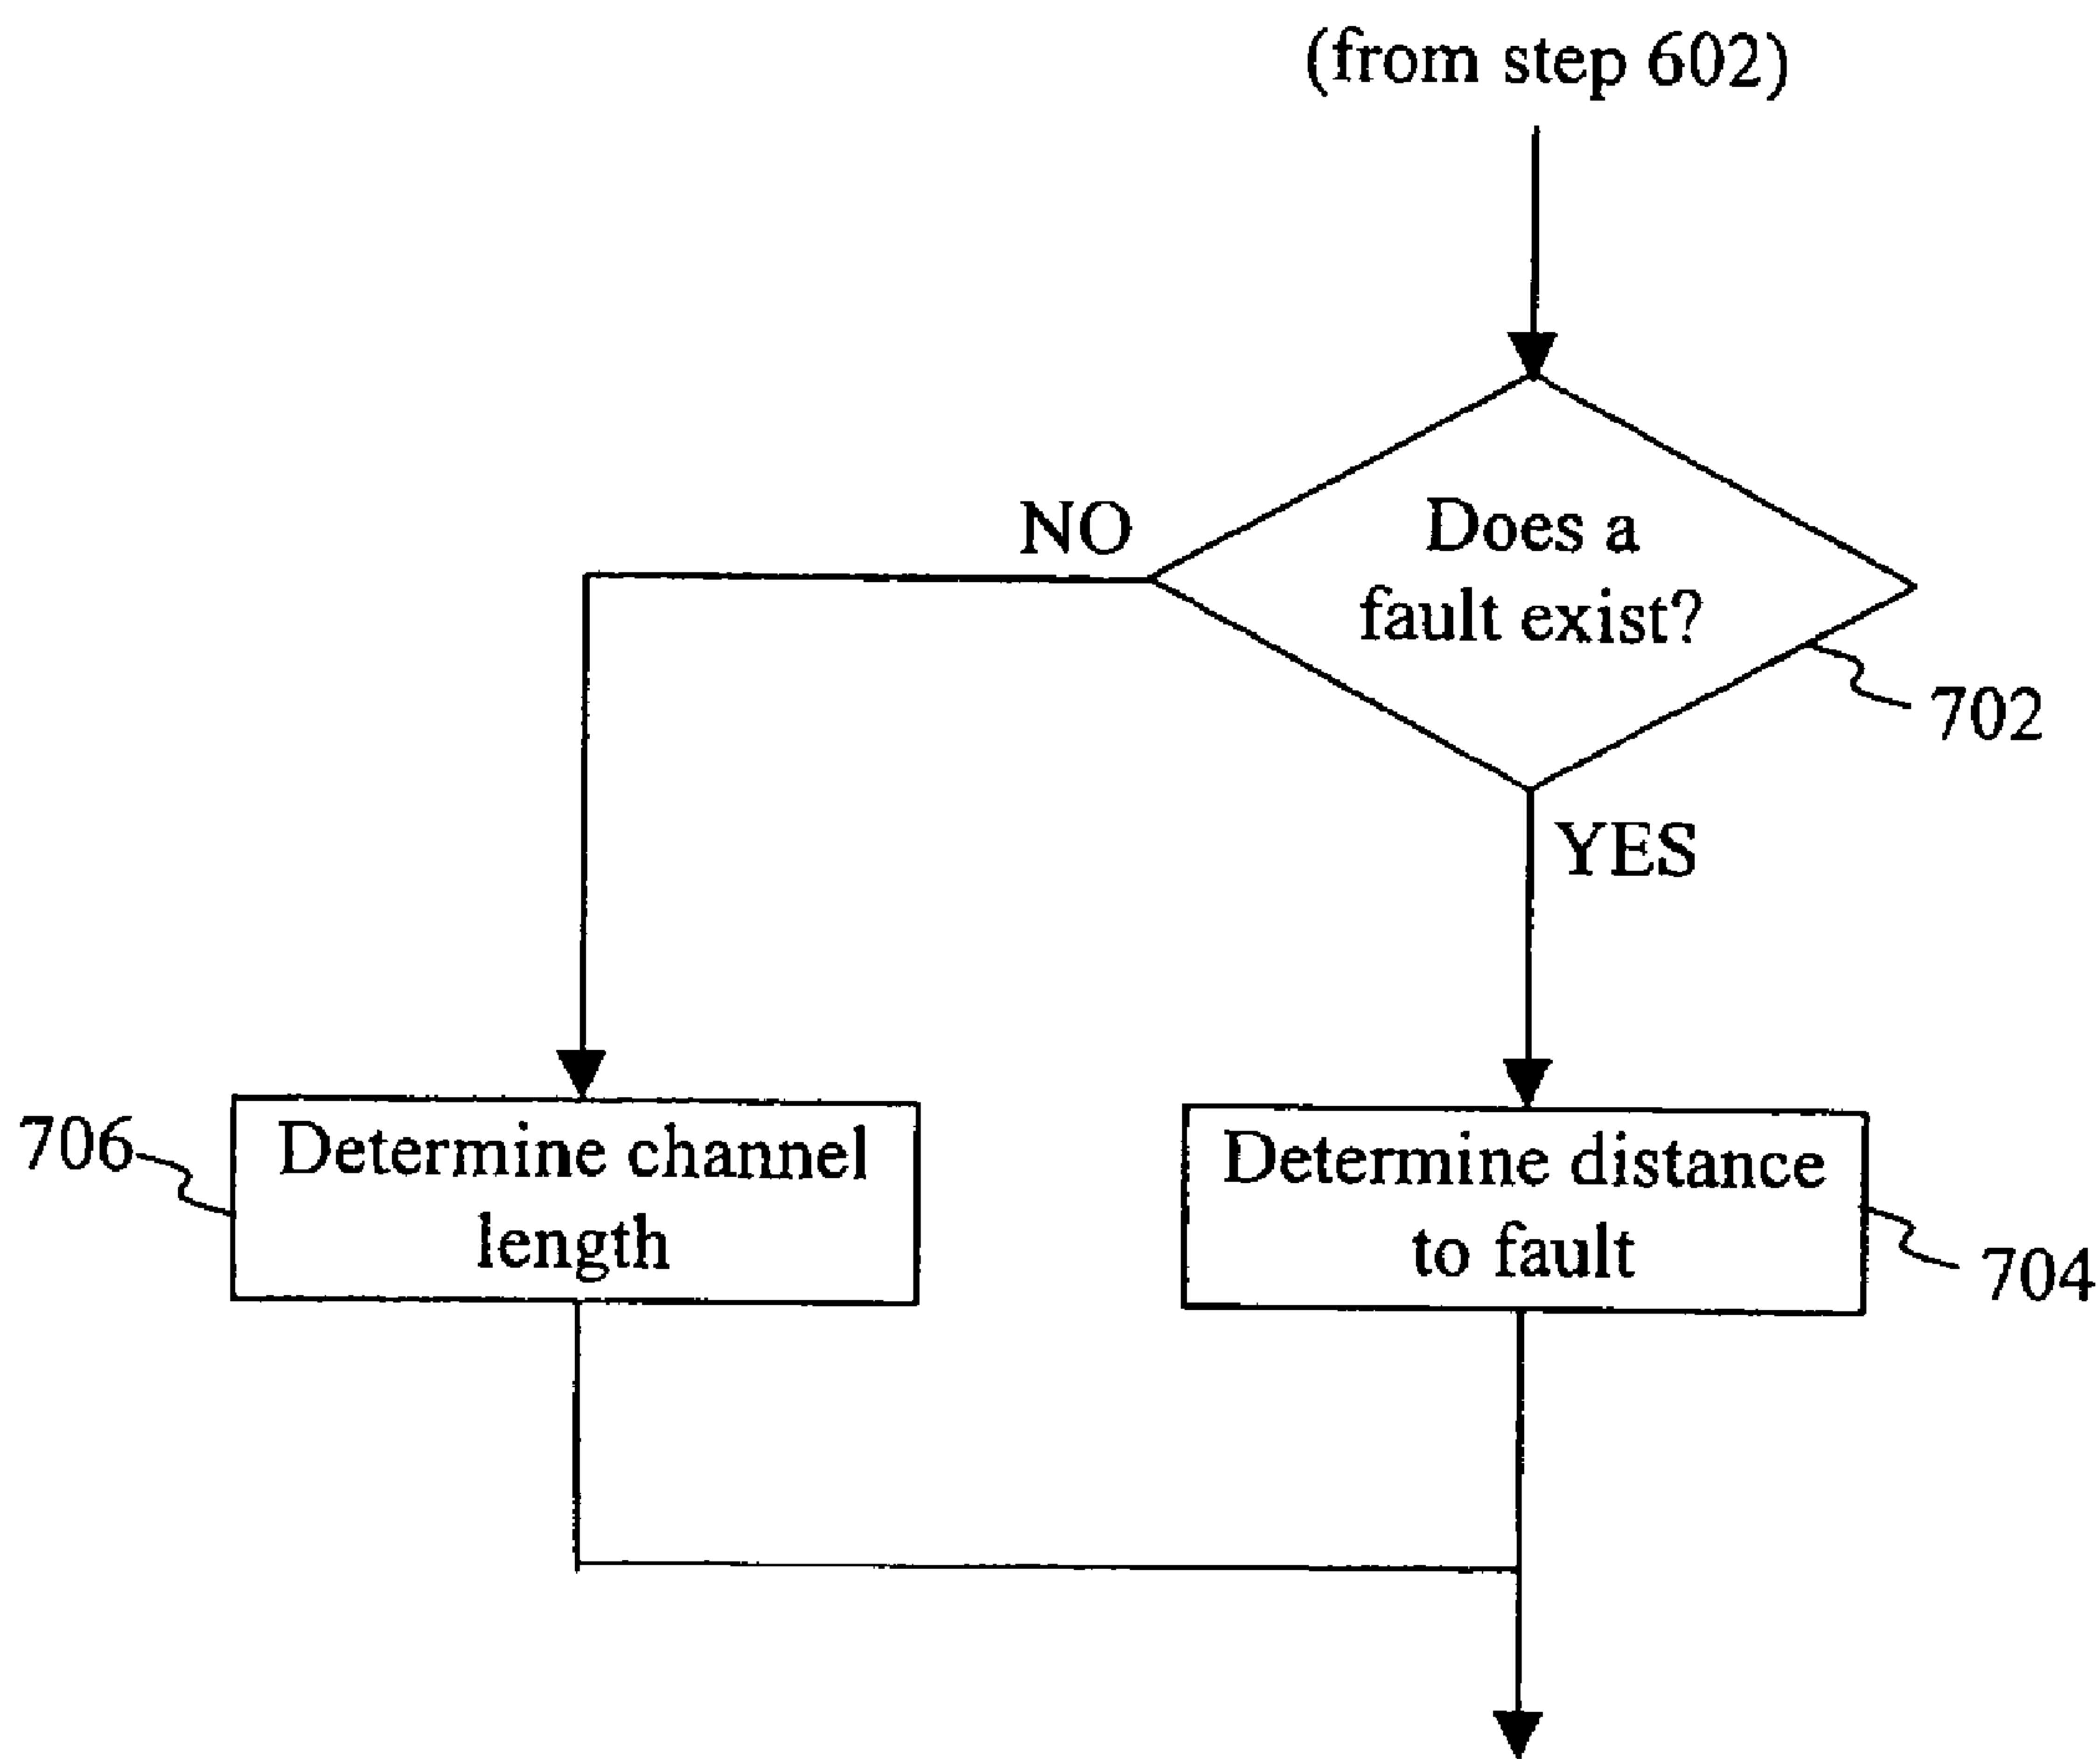 (from step 602)
NO
Does a
fault exist?
702
YES
706
Determine channel
length
Determine distance
to fault
704